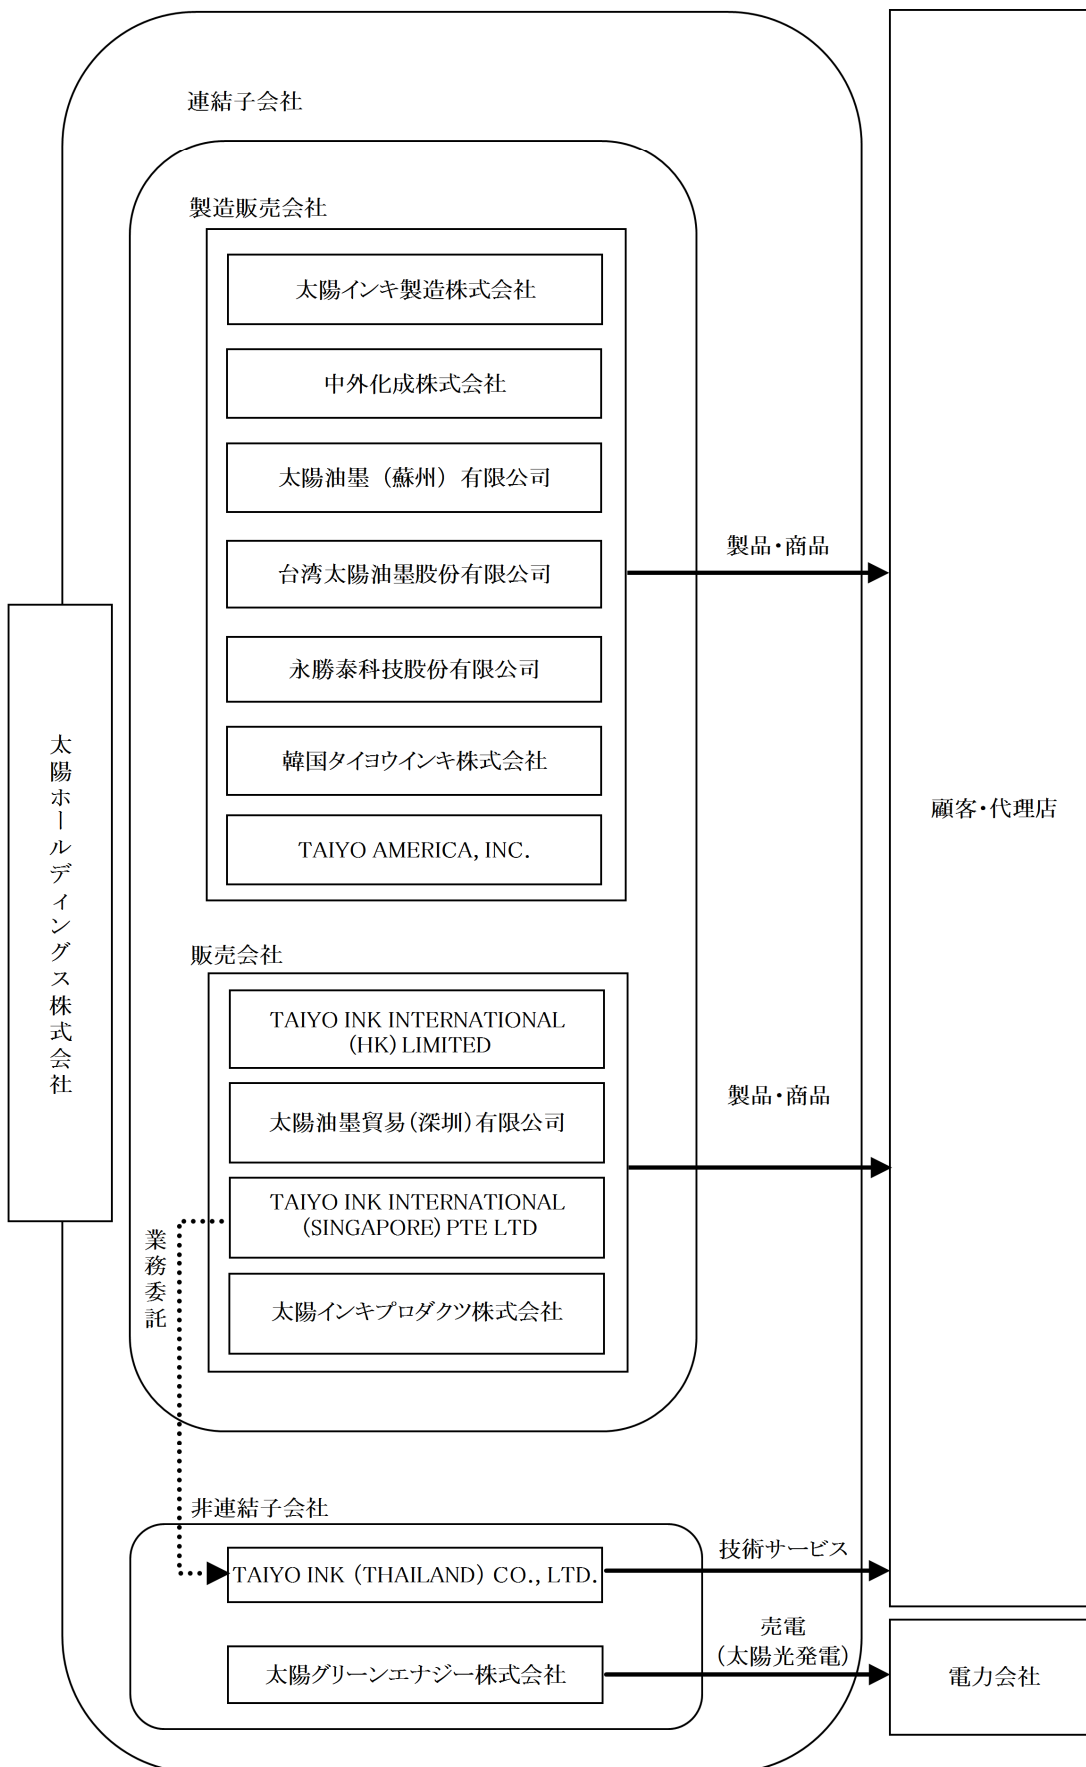 連結子会社
製造販売会社
太陽インキ製造株式会社
中外化成株式会社
太陽油墨（蘇州）有限公司
台湾太陽油墨股份有限公司
永勝泰科技股份有限公司
韓国タイヨウインキ株式会社
TAIYO AMERICA, INC.
製品・商品
太陽ホールディングス株式会社
顧客・代理店
販売会社
TAIYO INK INTERNATIONAL
(HK) LIMITED
太陽油墨貿易(深圳)有限公司
TAIYO INK INTERNATIONAL
(SINGAPORE) PTE LTD
太陽インキプロダクツ株式会社
製品・商品
業務委託
非連結子会社
TAIYO INK (THAILAND) CO., LTD.
技術サービス
太陽グリーンエナジー株式会社
売電
(太陽光発電)
電力会社